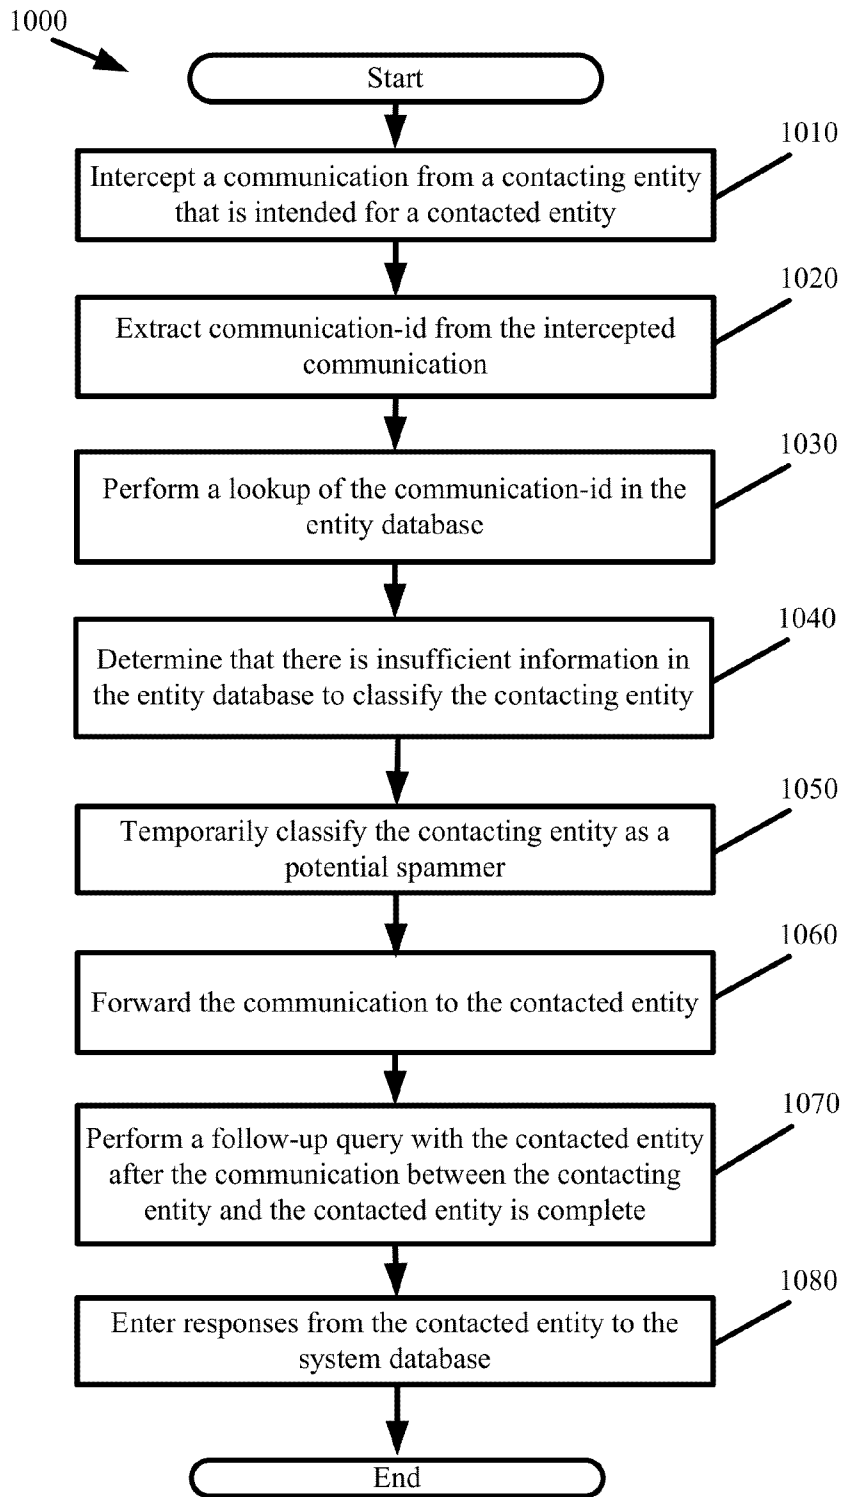 1000
Start
1010
Intercept a communication from a contacting entity
that is intended for a contacted entity
1020
Extract communication-id from the intercepted
communication
1030
Perform a lookup of the communication-id in the
entity database
1040
Determine that there is insufficient information in
the entity database to classify the contacting entity
1050
Temporarily classify the contacting entity as a
potential spammer
1060
Forward the communication to the contacted entity
1070
Perform a follow-up query with the contacted entity
after the communication between the contacting
entity and the contacted entity is complete
1080
Enter responses from the contacted entity to the
system database
End